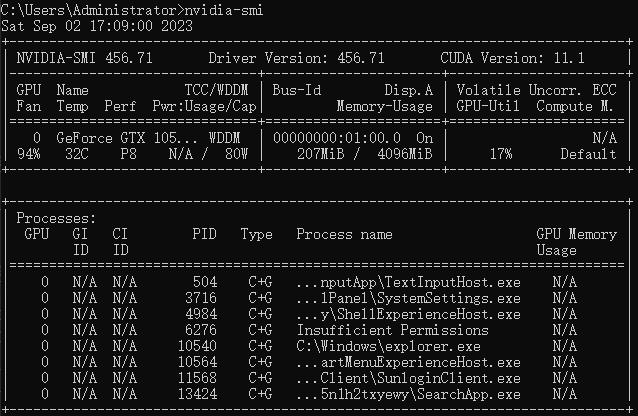 C:\Users\Administrator>nvidia-smi
Sat Sep 02 17:09:00 2023
NVIDIA-SMI 456.71 Driver Version: 456.71 CUDA Version: 11.1
GPU Name TCC/WDDM | Bus-Id Disp.A | Volatile Uncorr. ECC
Fan Temp Perf Pwr:Usage/Cap | Memory-Usage | GPU-Util Compute M.
0 GeForce GTX 105... WDDM | 00000000:01:00.0 On | N/A
94% 32C P8 N/A / 80W | 207MiB / 4096MiB | 17% Default
Processes:
GPU GI CI PID Type Process name GPU Memory
ID ID Usage
0 N/A N/A 504 C+G ...nputApp\TextInputHost.exe N/A
0 N/A N/A 3716 C+G ...lPanel\SystemSettings.exe N/A
0 N/A N/A 4984 C+G ...y\ShellExperienceHost.exe N/A
0 N/A N/A 6276 C+G Insufficient Permissions N/A
0 N/A N/A 10540 C+G C:\Windows\explorer.exe N/A
0 N/A N/A 10564 C+G ...artMenuExperienceHost.exe N/A
0 N/A N/A 11568 C+G ...Client\SunloginClient.exe N/A
0 N/A N/A 13424 C+G ...5n1h2txyewy\SearchApp.exe N/A